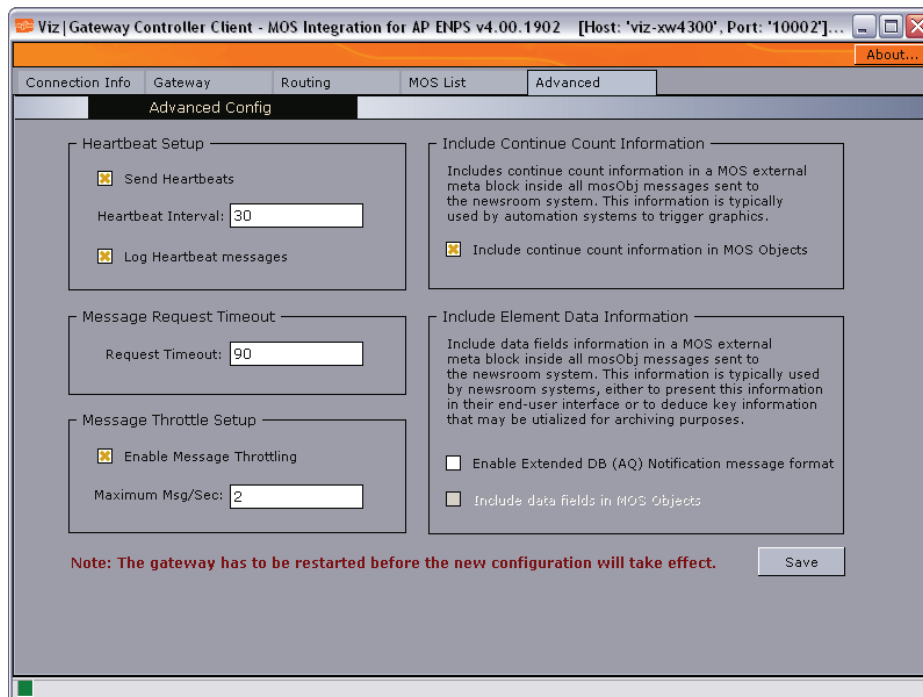 Viz|Gateway Controller Client - MOS Integration for AP ENPS v4.00.1902 [Host: 'viz-xw4300', Port: '10002']...
About...
Connection Info
Gateway
Routing
MOS List
Advanced
Advanced Config
Heartbeat Setup
Send Heartbeats
Heartbeat Interval: 30
Log Heartbeat messages
Message Request Timeout
Request Timeout: 90
Message Throttle Setup
Enable Message Throttling
Maximum Msg/Sec: 2
Include Continue Count Information
Includes continue count information in a MOS external
meta block inside all mosObj messages sent to
the newsroom system. This information is typically
used by automation systems to trigger graphics.
Include continue count information in MOS Objects
Include Element Data Information
Include data fields information in a MOS external
meta block inside all mosObj messages sent to
the newsroom system. This information is typically used
by newsroom systems, either to present this information
in their end-user interface or to deduce key information
that may be utialized for archiving purposes.
Enable Extended DB (AQ) Notification message format
Include data fields in MOS Objects
Note: The gateway has to be restarted before the new configuration will take effect.
Save